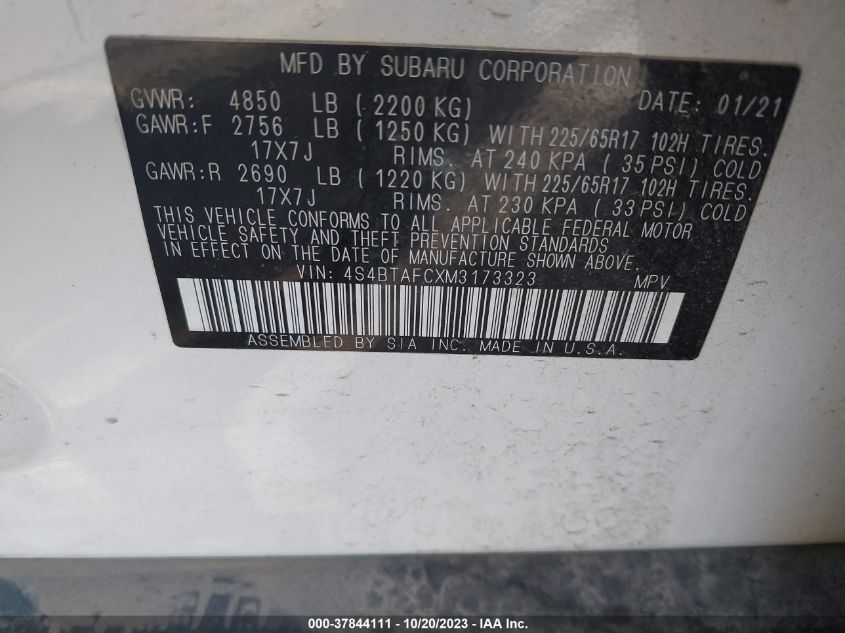 MFD BY SUBARU CORPORATION
GVWR: 4850 LB (2200 KG) DATE: 01/21
GAWR:F 2756 LB (1250 KG) WITH 225/65R17 102H TIRES.
17X7J RIMS. AT 240 KPA (35 PSI) COLD
GAWR:R 2690 LB (1220 KG) WITH 225/65R17 102H TIRES.
17X7J RIMS. AT 230 KPA (33 PSI) COLD
THIS VEHICLE CONFORMS TO ALL APPLICABLE FEDERAL MOTOR
VEHICLE SAFETY AND THEFT PREVENTION STANDARDS
IN EFFECT ON THE DATE OF MANUFACTURE SHOWN ABOVE.
VIN: 4S4BTAFCXM3173323 MPV
ASSEMBLED BY SIA INC. MADE IN U.S.A.
000-37844111 - 10/20/2023 - IAA Inc.